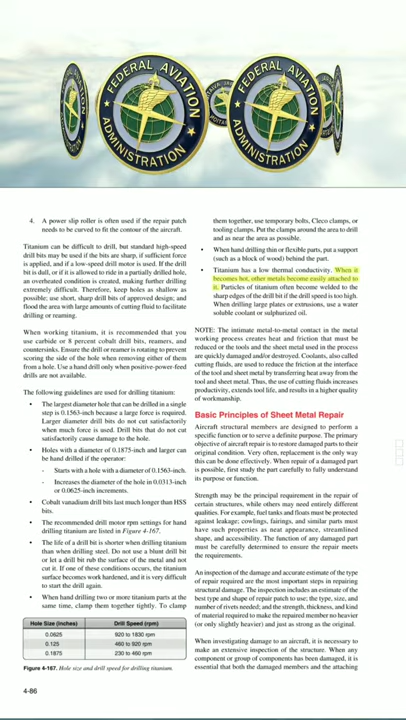 FEDERAL AVIATION
ADMINISTRATION
FEDERAL AVIATION
ADMINISTRATION
4. A power slip roller is often used if the repair patch
needs to be curved to fit the contour of the aircraft.
Titanium can be difficult to drill, but standard high-speed
drill bits may be used if the bits are sharp, if sufficient force
is applied, and if a low-speed drill motor is used. If the drill
bit is dull, or if it is allowed to ride in a partially drilled hole,
an overheated condition is created, making further drilling
extremely difficult. Therefore, keep holes as shallow as
possible; use short, sharp drill bits of approved design; and
flood the area with large amounts of cutting fluid to facilitate
drilling or reaming.
When working titanium, it is recommended that you
use carbide or 8 percent cobalt drill bits, reamers, and
countersinks. Ensure the drill or reamer is rotating to prevent
scoring the side of the hole when removing either of them
from a hole. Use a hand drill only when positive-power-feed
drills are not available.
The following guidelines are used for drilling titanium:
• The largest diameter hole that can be drilled in a single
step is 0.1563-inch because a large force is required.
Larger diameter drill bits do not cut satisfactorily
when much force is used. Drill bits that do not cut
satisfactorily cause damage to the hole.
• Holes with a diameter of 0.1875-inch and larger can
be hand drilled if the operator:
- Starts with a hole with a diameter of 0.1563-inch.
- Increases the diameter of the hole in 0.0313-inch
or 0.0625-inch increments.
• Cobalt vanadium drill bits last much longer than HSS
bits.
• The recommended drill motor rpm settings for hand
drilling titanium are listed in Figure 4-167.
• The life of a drill bit is shorter when drilling titanium
than when drilling steel. Do not use a blunt drill bit
or let a drill bit rub the surface of the metal and not
cut it. If one of these conditions occurs, the titanium
surface becomes work hardened, and it is very difficult
to start the drill again.
• When hand drilling two or more titanium parts at the
same time, clamp them together tightly. To clamp
Hole Size (inches) Drill Speed (rpm)
0.0625 920 to 1830 rpm
0.125 460 to 920 rpm
0.1875 230 to 460 rpm
Figure 4-167. Hole size and drill speed for drilling titanium.
4-86
them together, use temporary bolts, Cleco clamps, or
tooling clamps. Put the clamps around the area to drill
and as near the area as possible.
• When hand drilling thin or flexible parts, put a support
(such as a block of wood) behind the part.
• Titanium has a low thermal conductivity. When it
becomes hot, other metals become easily attached to
it. Particles of titanium often become welded to the
sharp edges of the drill bit if the drill speed is too high.
When drilling large plates or extrusions, use a water
soluble coolant or sulphurized oil.
NOTE: The intimate metal-to-metal contact in the metal
working process creates heat and friction that must be
reduced or the tools and the sheet metal used in the process
are quickly damaged and/or destroyed. Coolants, also called
cutting fluids, are used to reduce the friction at the interface
of the tool and sheet metal by transferring heat away from the
tool and sheet metal. Thus, the use of cutting fluids increases
productivity, extends tool life, and results in a higher quality
of workmanship.
Basic Principles of Sheet Metal Repair
Aircraft structural members are designed to perform a
specific function or to serve a definite purpose. The primary
objective of aircraft repair is to restore damaged parts to their
original condition. Very often, replacement is the only way
this can be done effectively. When repair of a damaged part
is possible, first study the part carefully to fully understand
its purpose or function.
Strength may be the principal requirement in the repair of
certain structures, while others may need entirely different
qualities. For example, fuel tanks and floats must be protected
against leakage; cowlings, fairings, and similar parts must
have such properties as neat appearance, streamlined
shape, and accessibility. The function of any damaged part
must be carefully determined to ensure the repair meets
the requirements.
An inspection of the damage and accurate estimate of the type
of repair required are the most important steps in repairing
structural damage. The inspection includes an estimate of the
best type and shape of repair patch to use; the type, size, and
number of rivets needed; and the strength, thickness, and kind
of material required to make the repaired member no heavier
(or only slightly heavier) and just as strong as the original.
When investigating damage to an aircraft, it is necessary to
make an extensive inspection of the structure. When any
component or group of components has been damaged, it is
essential that both the damaged members and the attaching